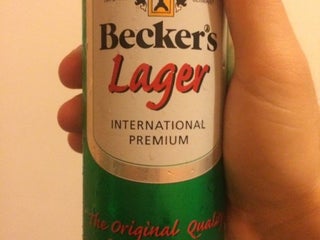 Becker's
Lager
INTERNATIONAL
PREMIUM
The Original